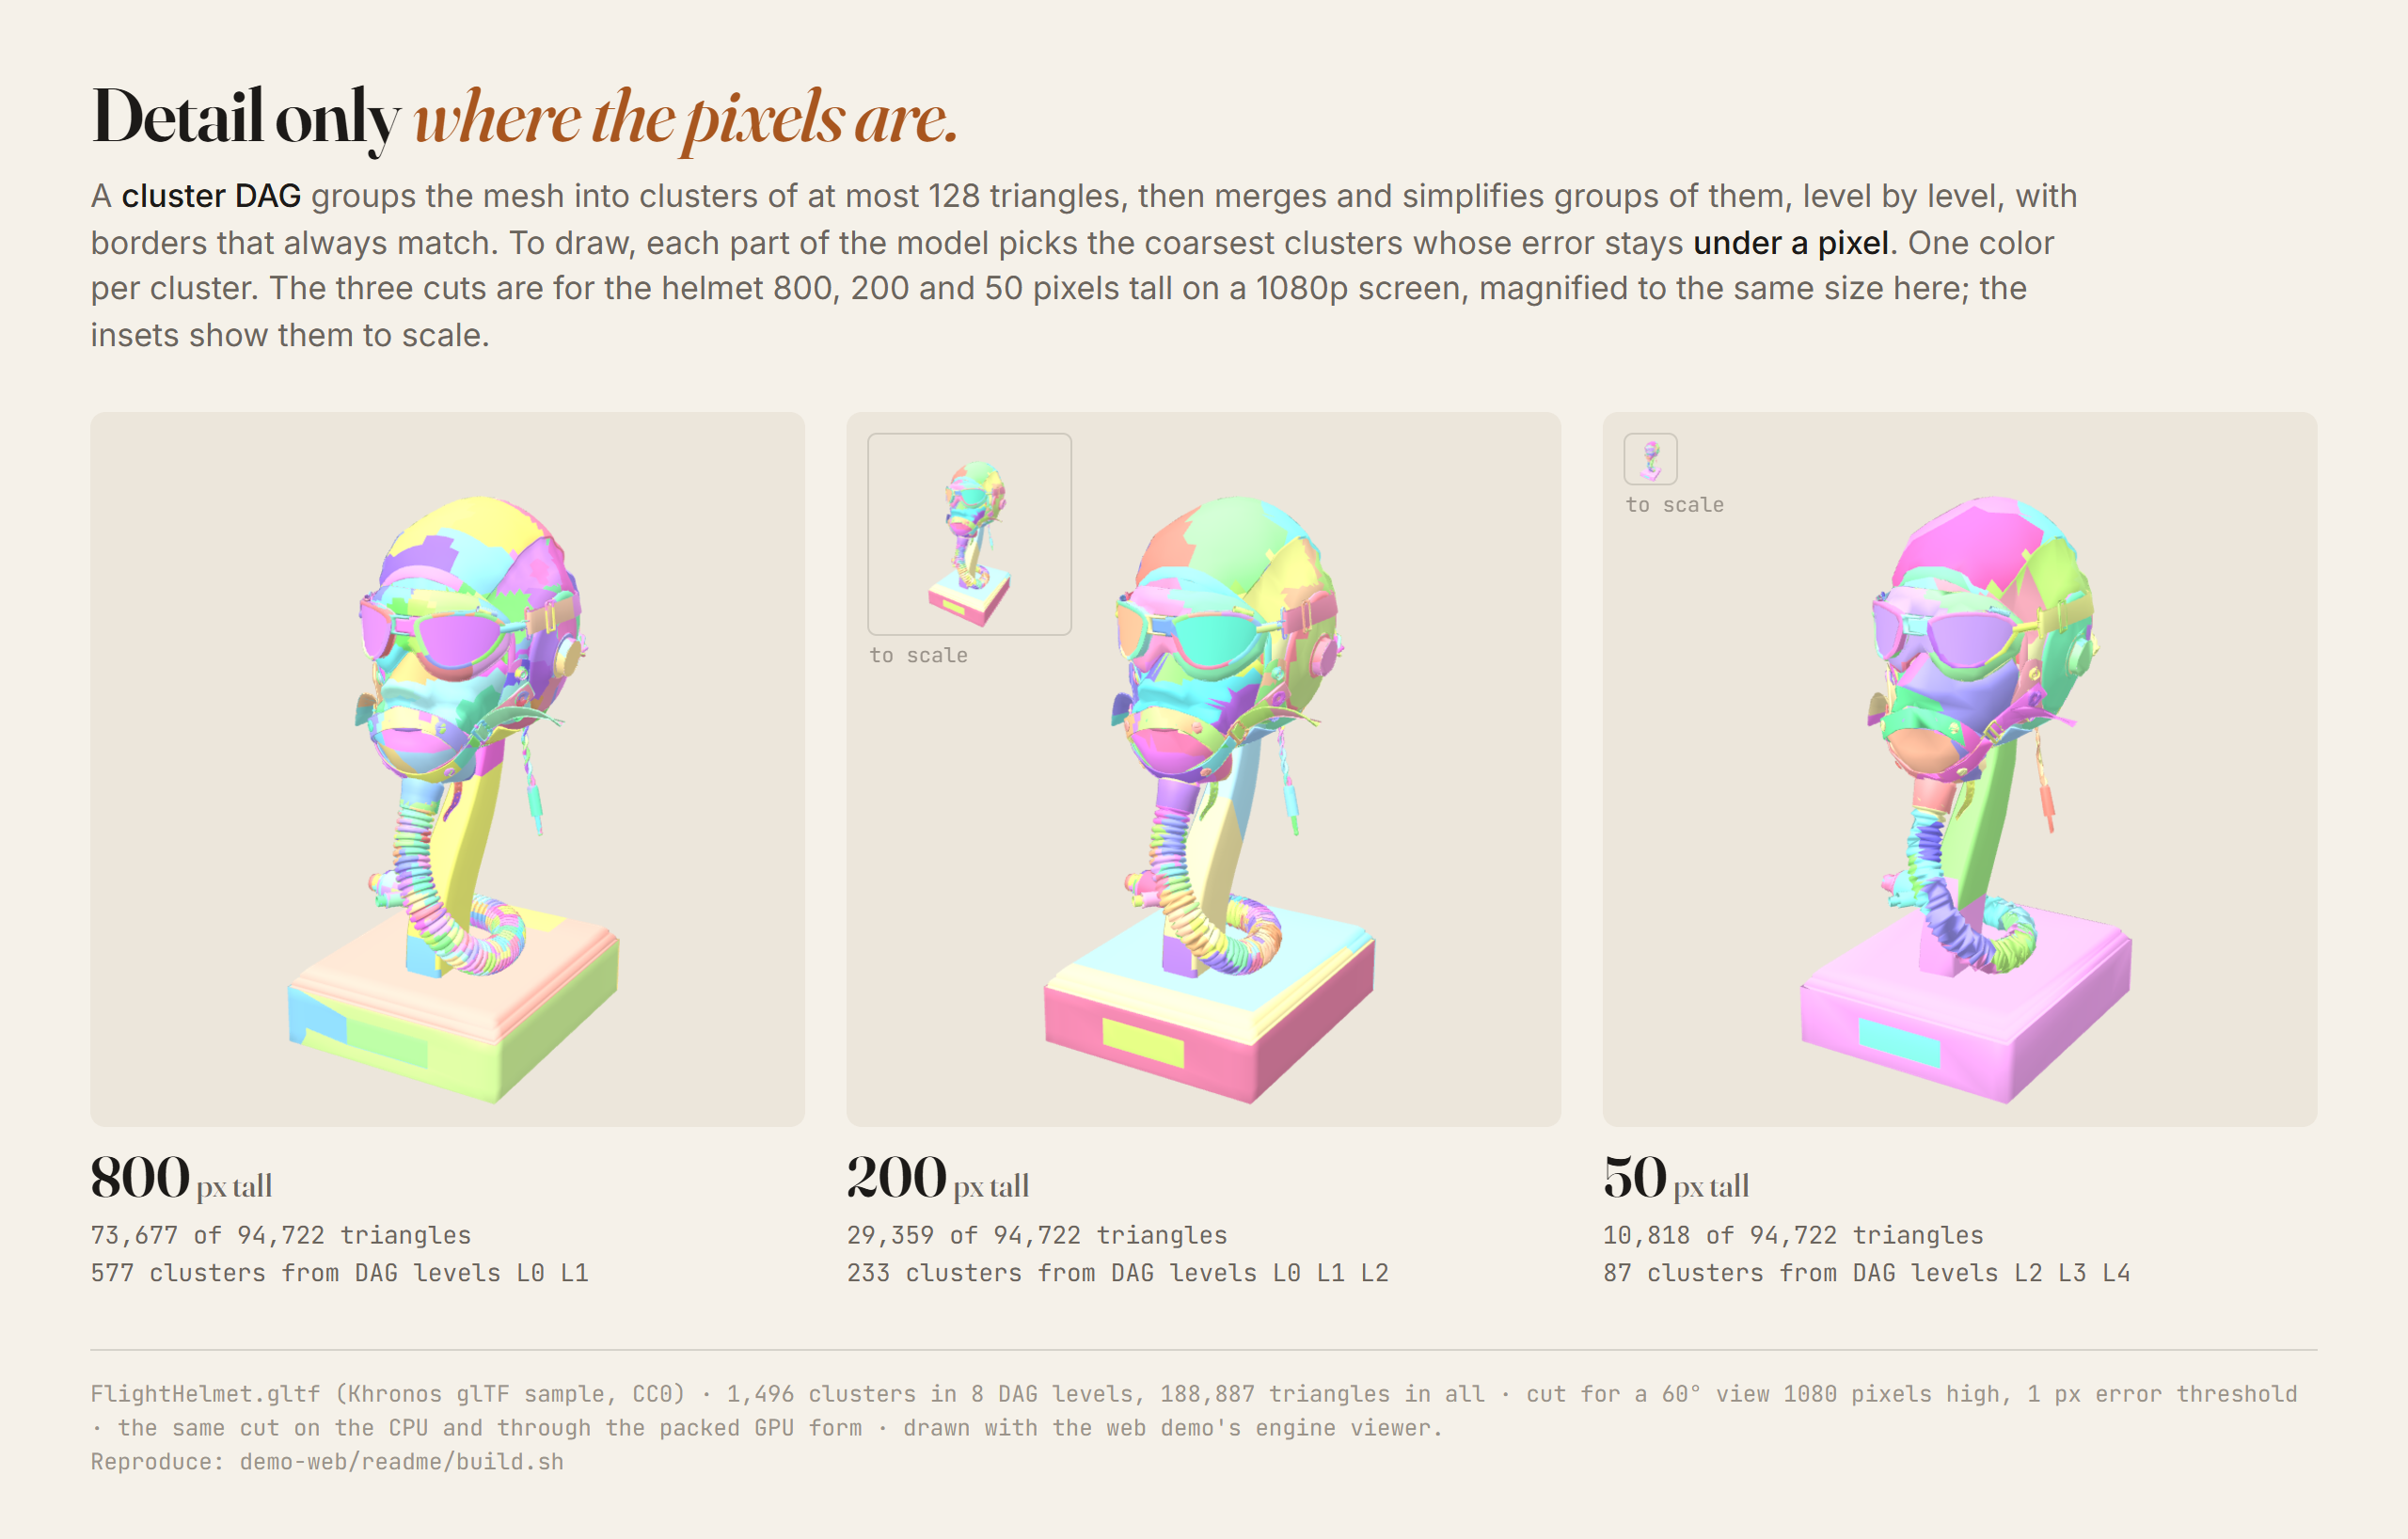 Detail only where the pixels are.
A cluster DAG groups the mesh into clusters of at most 128 triangles, then merges and simplifies groups of them, level by level, with
borders that always match. To draw, each part of the model picks the coarsest clusters whose error stays under a pixel. One color
per cluster. The three cuts are for the helmet 800, 200 and 50 pixels tall on a 1080p screen, magnified to the same size here; the
insets show them to scale.
to scale
to scale
800 px tall
73,677 of 94,722 triangles
577 clusters from DAG levels L0 L1
200 px tall
29,359 of 94,722 triangles
233 clusters from DAG levels L0 L1 L2
50 px tall
10,818 of 94,722 triangles
87 clusters from DAG levels L2 L3 L4
FlightHelmet.gltf (Khronos glTF sample, CC0) · 1,496 clusters in 8 DAG levels, 188,887 triangles in all · cut for a 60° view 1080 pixels high, 1 px error threshold
· the same cut on the CPU and through the packed GPU form · drawn with the web demo's engine viewer.
Reproduce: demo-web/readme/build.sh